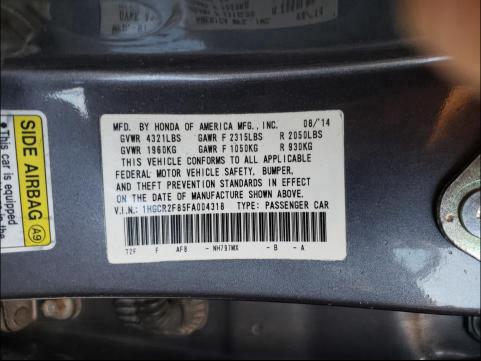 MFD. BY HONDA OF AMERICA MFG., INC. 08/'14
GVWR 4321LBS GAWR F 2315LBS R 2050LBS
GVWR 1960KG GAWR F 1050KG R 930KG
THIS VEHICLE CONFORMS TO ALL APPLICABLE
FEDERAL MOTOR VEHICLE SAFETY, BUMPER,
AND THEFT PREVENTION STANDARDS IN EFFECT
ON THE DATE OF MANUFACTURE SHOWN ABOVE.
V.I.N.: 1HGCR2F85FA004318 TYPE: PASSENGER CAR
T2F F AF8 -NH797MX -B -A
SIDE AIRBAG A9
•This car is equipped